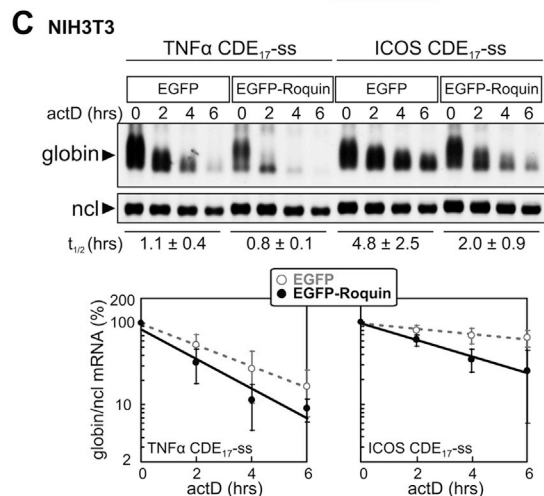 C NIH3T3
TNFα CDE17-ss ICOS CDE17-ss
EGFP EGFP-Roquin EGFP EGFP-Roquin
actD (hrs) 0 2 4 6 0 2 4 6 0 2 4 6 0 2 4 6
globin
ncl
t1/2 (hrs) 1.1 ± 0.4 0.8 ± 0.1 4.8 ± 2.5 2.0 ± 0.9
EGFP
EGFP-Roquin
globin/ncl mRNA (%)
200
100
10
2
TNFα CDE17-ss ICOS CDE17-ss
0 2 4 6 0 2 4 6
actD (hrs) actD (hrs)